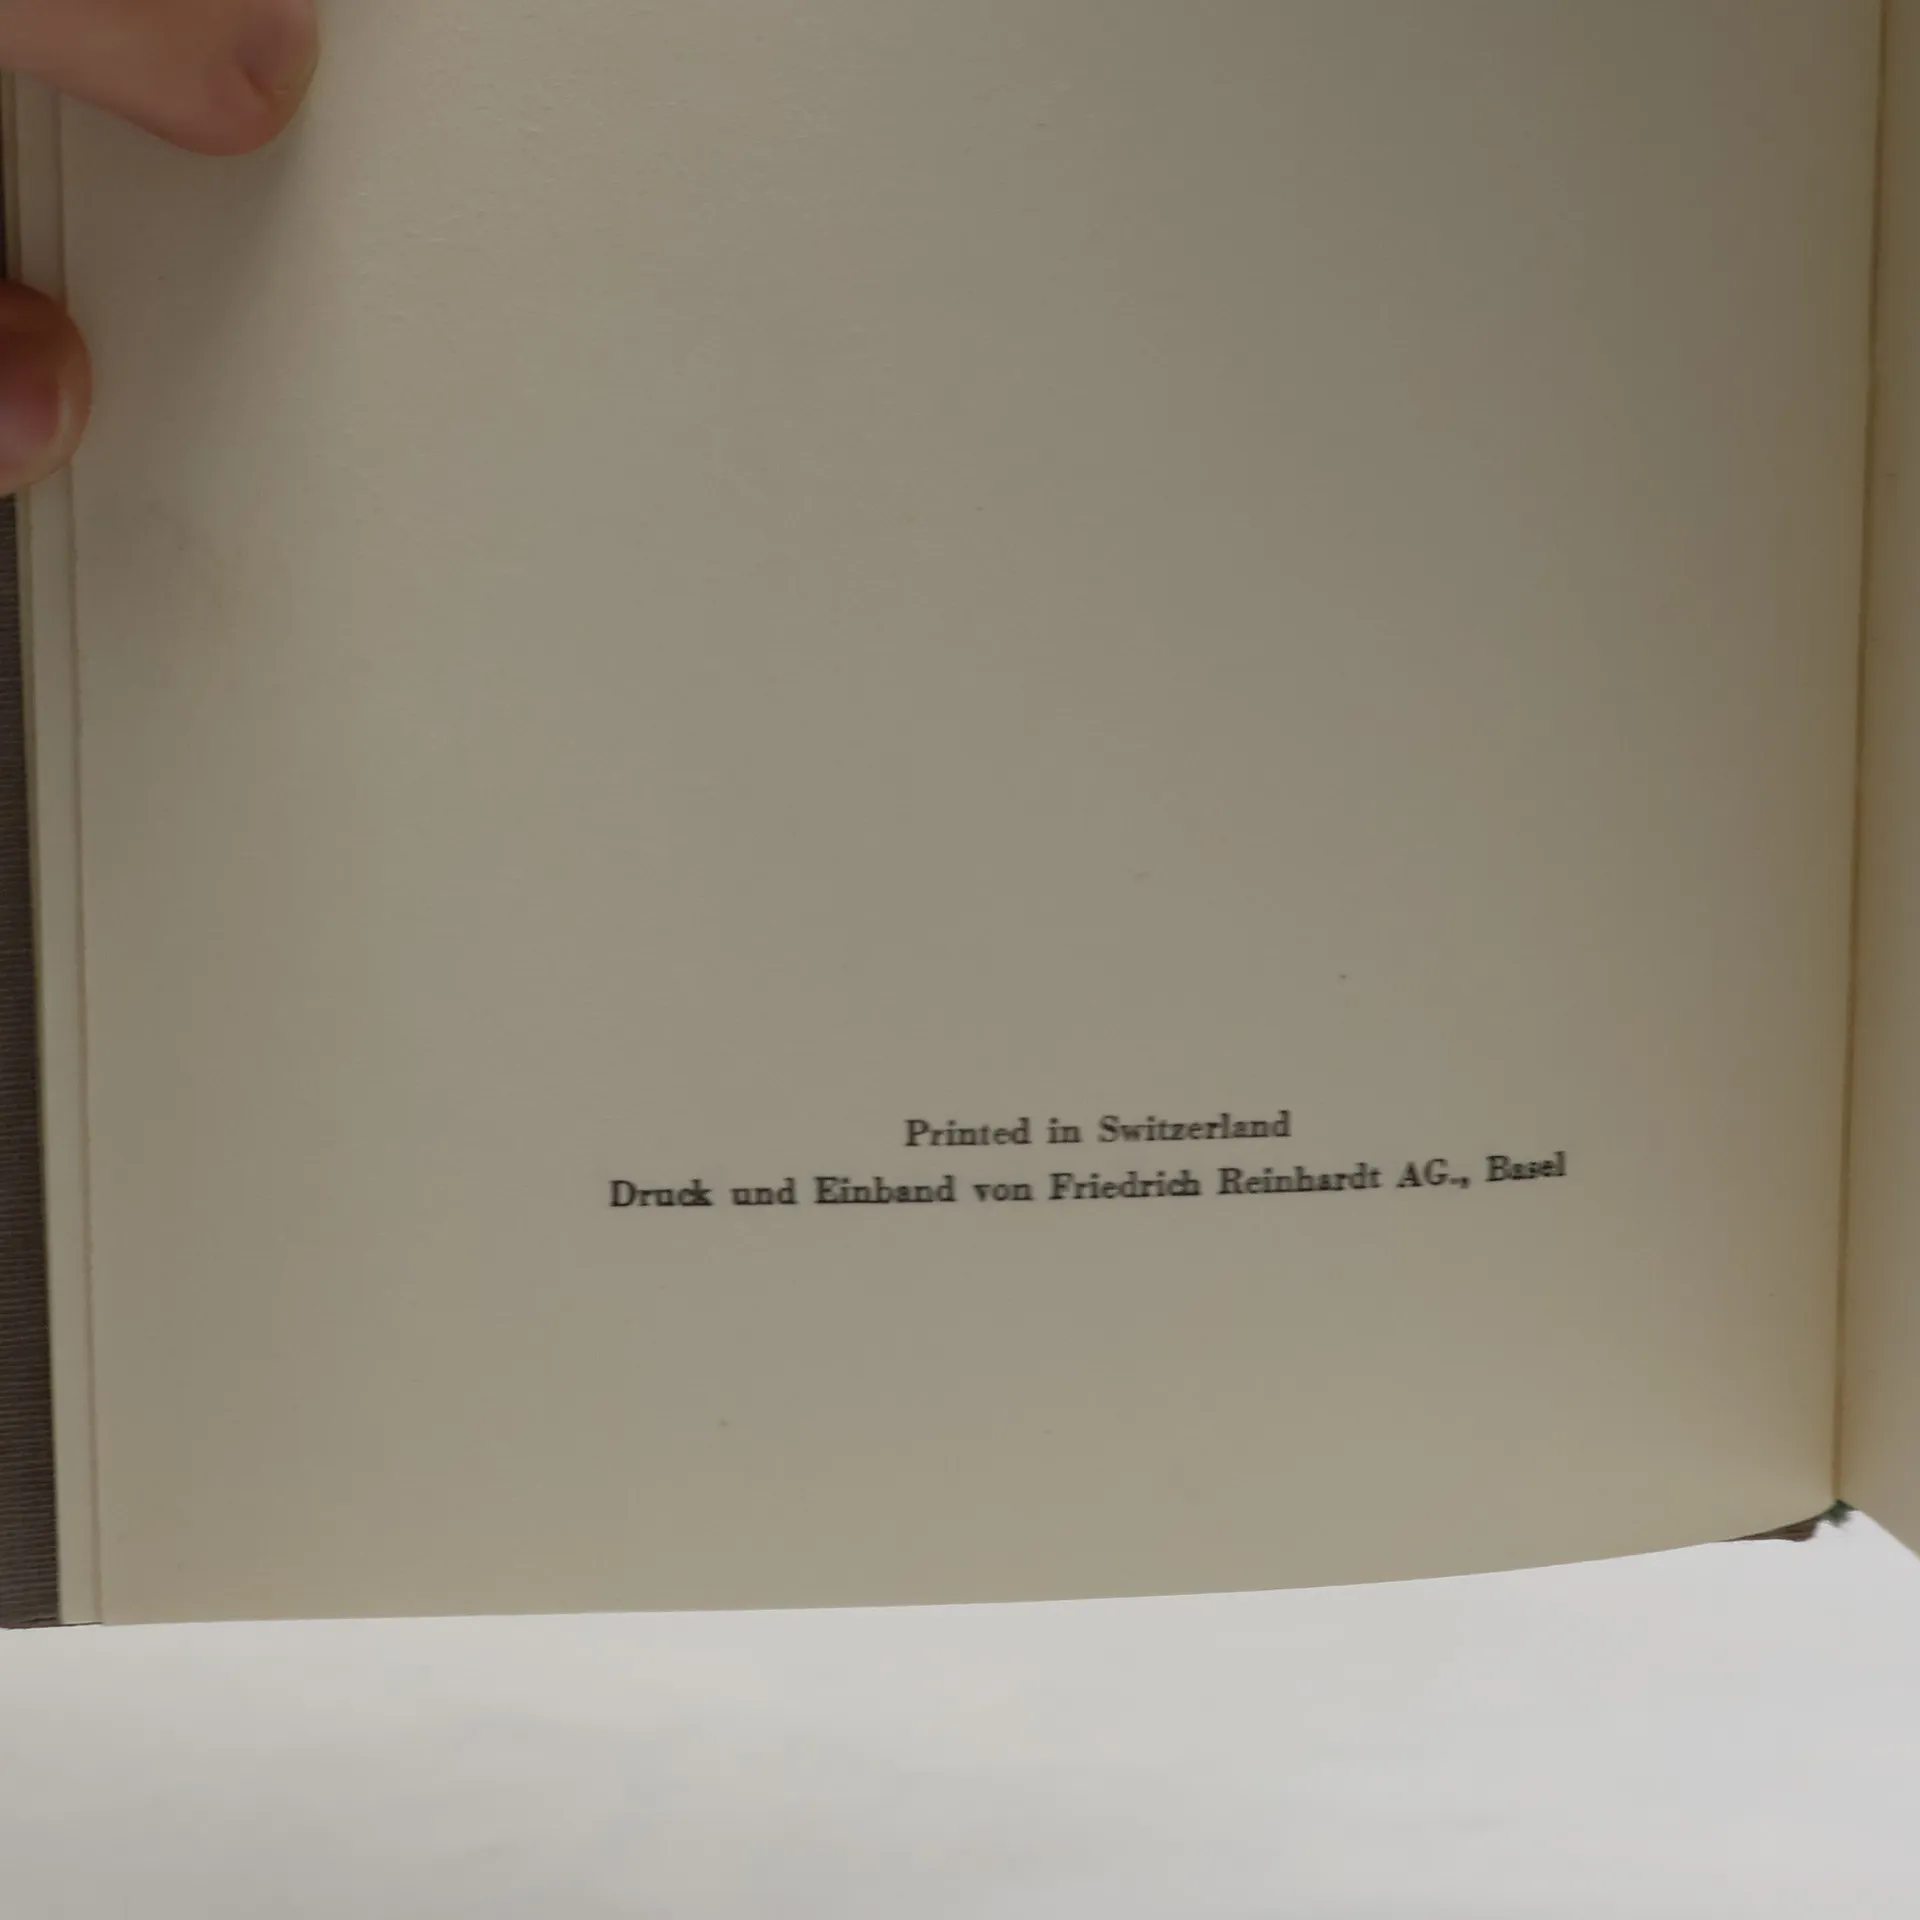 Printed in Switzerland
Druck und Einband von Friedrich Reinhardt AG., Basel